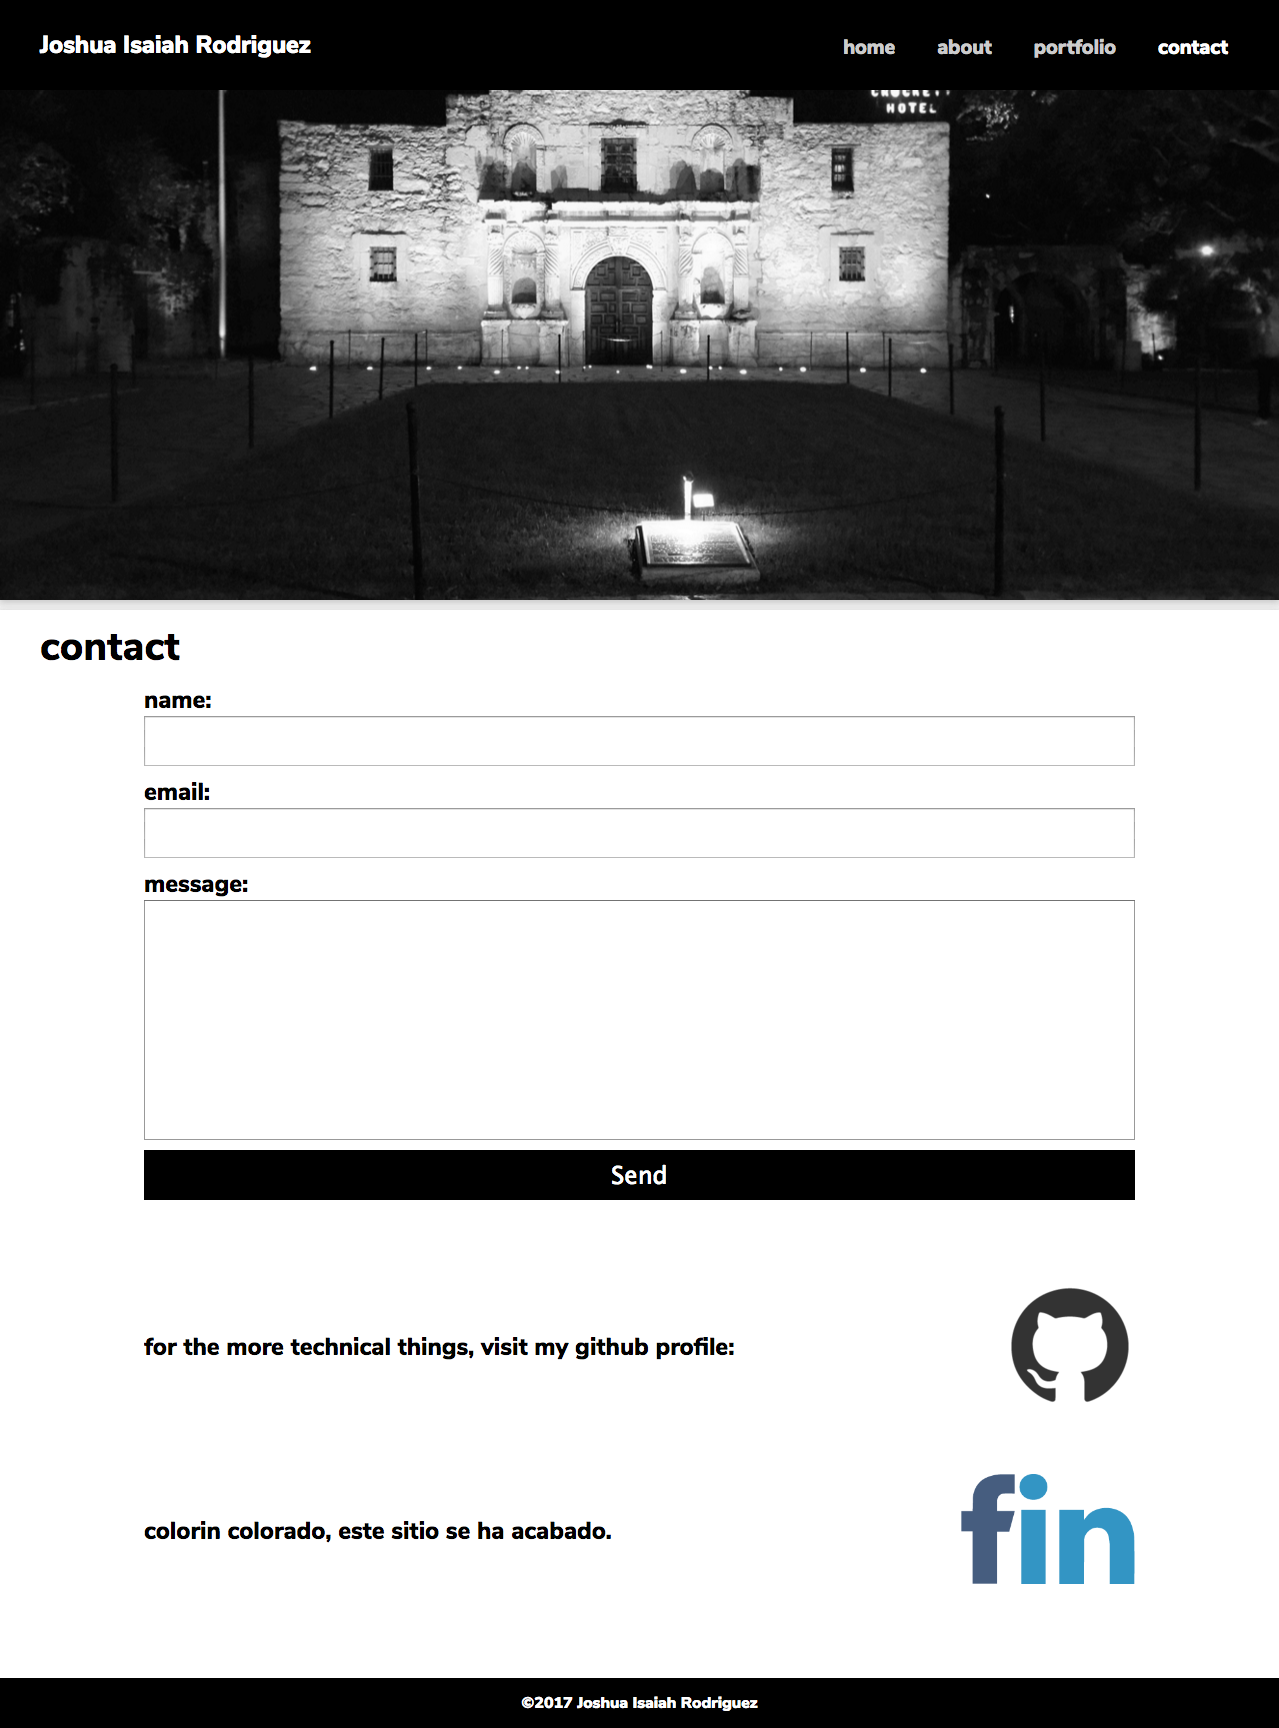 Joshua Isaiah Rodriguez
home about portfolio contact
CROCKETT
HOTEL
contact
name:
email:
message:
Send
for the more technical things, visit my github profile:
colorin colorado, este sitio se ha acabado.
fin
©2017 Joshua Isaiah Rodriguez